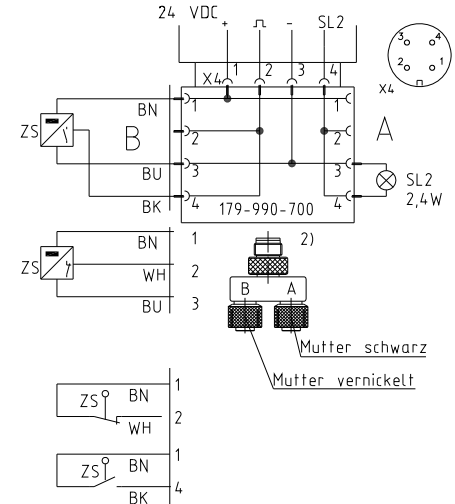 24 VDC
+ ⎍ - SL2
X4 1 2 3 4
3 4
2 1
X4
BN 1 1
ZS B 2 2 A
BU 3 3
SL2
2,4W
BK 4 4
179-990-700
BN 1
ZS WH 2
BU 3
2)
B A
Mutter schwarz
Mutter vernickelt
ZS BN 1
WH 2
ZS BN 1
BK 4